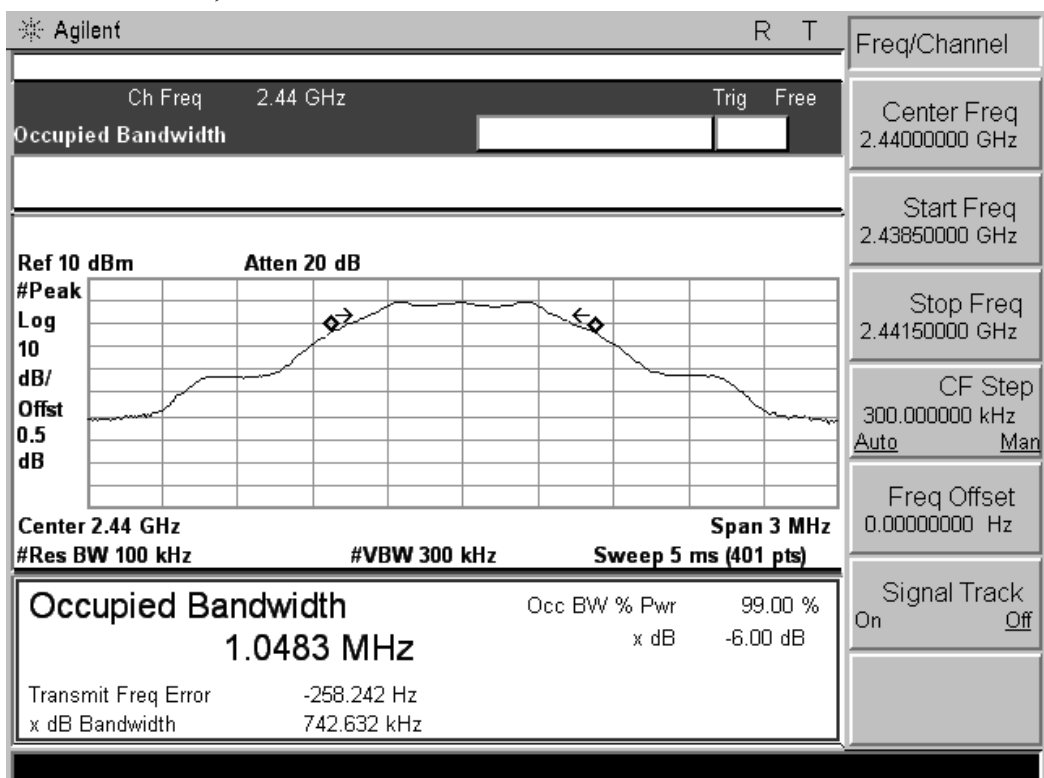 Agilent R T
Freq/Channel
Ch Freq 2.44 GHz Trig Free
Occupied Bandwidth
Center Freq
2.44000000 GHz
Start Freq
2.43850000 GHz
Stop Freq
2.44150000 GHz
CF Step
300.000000 kHz
Auto Man
Freq Offset
0.00000000 Hz
Signal Track
On Off
Ref 10 dBm Atten 20 dB
#Peak
Log
10
dB/
Offst
0.5
dB
Center 2.44 GHz Span 3 MHz
#Res BW 100 kHz #VBW 300 kHz Sweep 5 ms (401 pts)
Occupied Bandwidth Occ BW % Pwr 99.00 %
1.0483 MHz x dB -6.00 dB
Transmit Freq Error -258.242 Hz
x dB Bandwidth 742.632 kHz